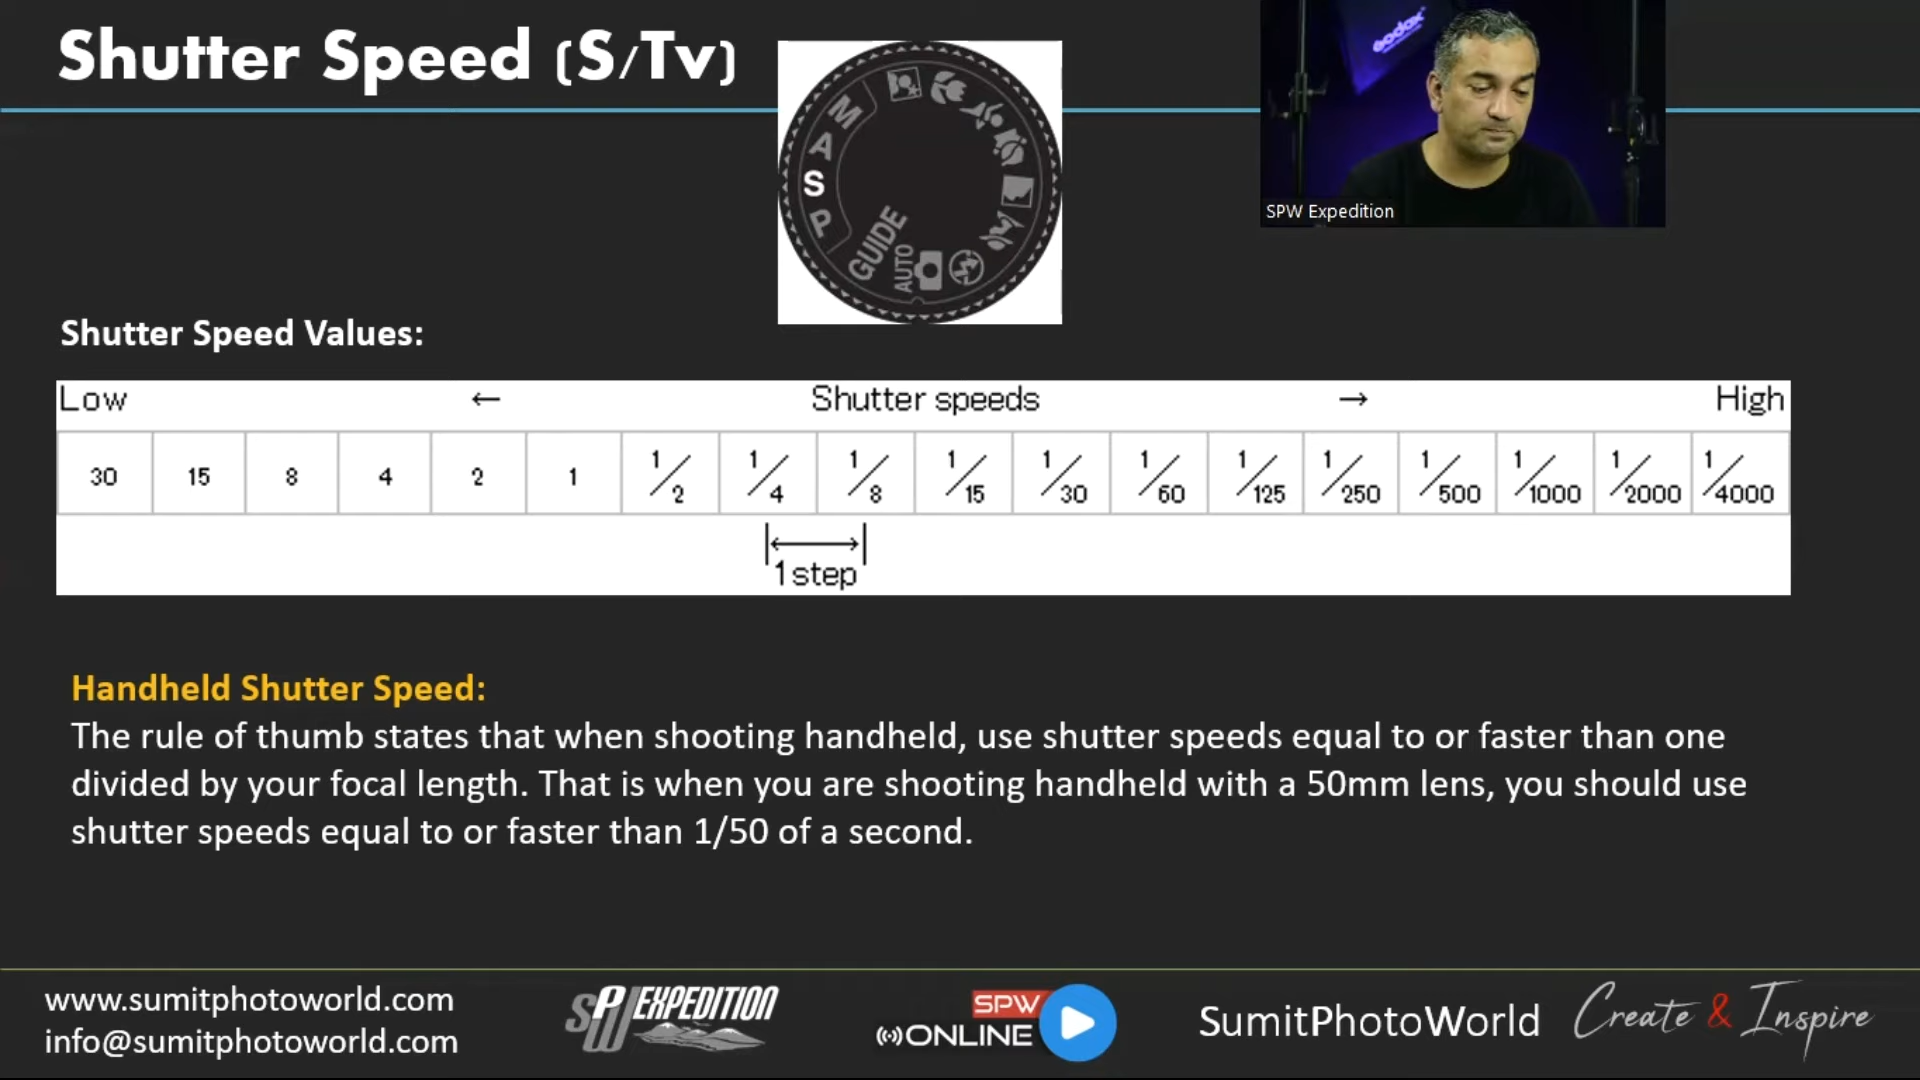 Shutter Speed (S/Tv)
M
A
S
P
GUIDE
AUTO
Godox
SPW Expedition
Shutter Speed Values:
Low ← Shutter speeds → High
30 15 8 4 2 1 1/2 1/4 1/8 1/15 1/30 1/60 1/125 1/250 1/500 1/1000 1/2000 1/4000
1 step
Handheld Shutter Speed:
The rule of thumb states that when shooting handheld, use shutter speeds equal to or faster than one
divided by your focal length. That is when you are shooting handheld with a 50mm lens, you should use
shutter speeds equal to or faster than 1/50 of a second.
www.sumitphotoworld.com
info@sumitphotoworld.com
SPW EXPEDITION
SPW
ONLINE
SumitPhotoWorld
Create & Inspire